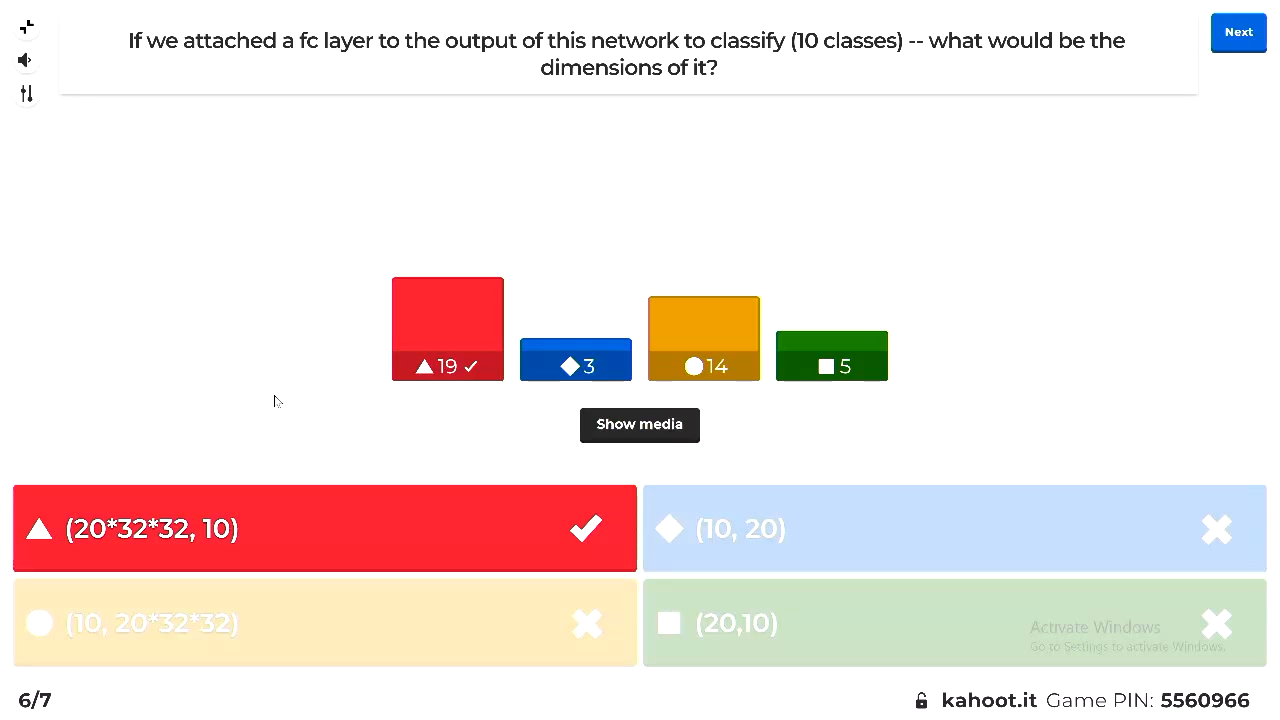 If we attached a fc layer to the output of this network to classify (10 classes) -- what would be the
dimensions of it?
Next
19
3
14
5
Show media
(20*32*32, 10)
(10, 20)
(10, 20*32*32)
(20,10)
Activate Windows
Go to Settings to activate Windows.
6/7
kahoot.it Game PIN: 5560966